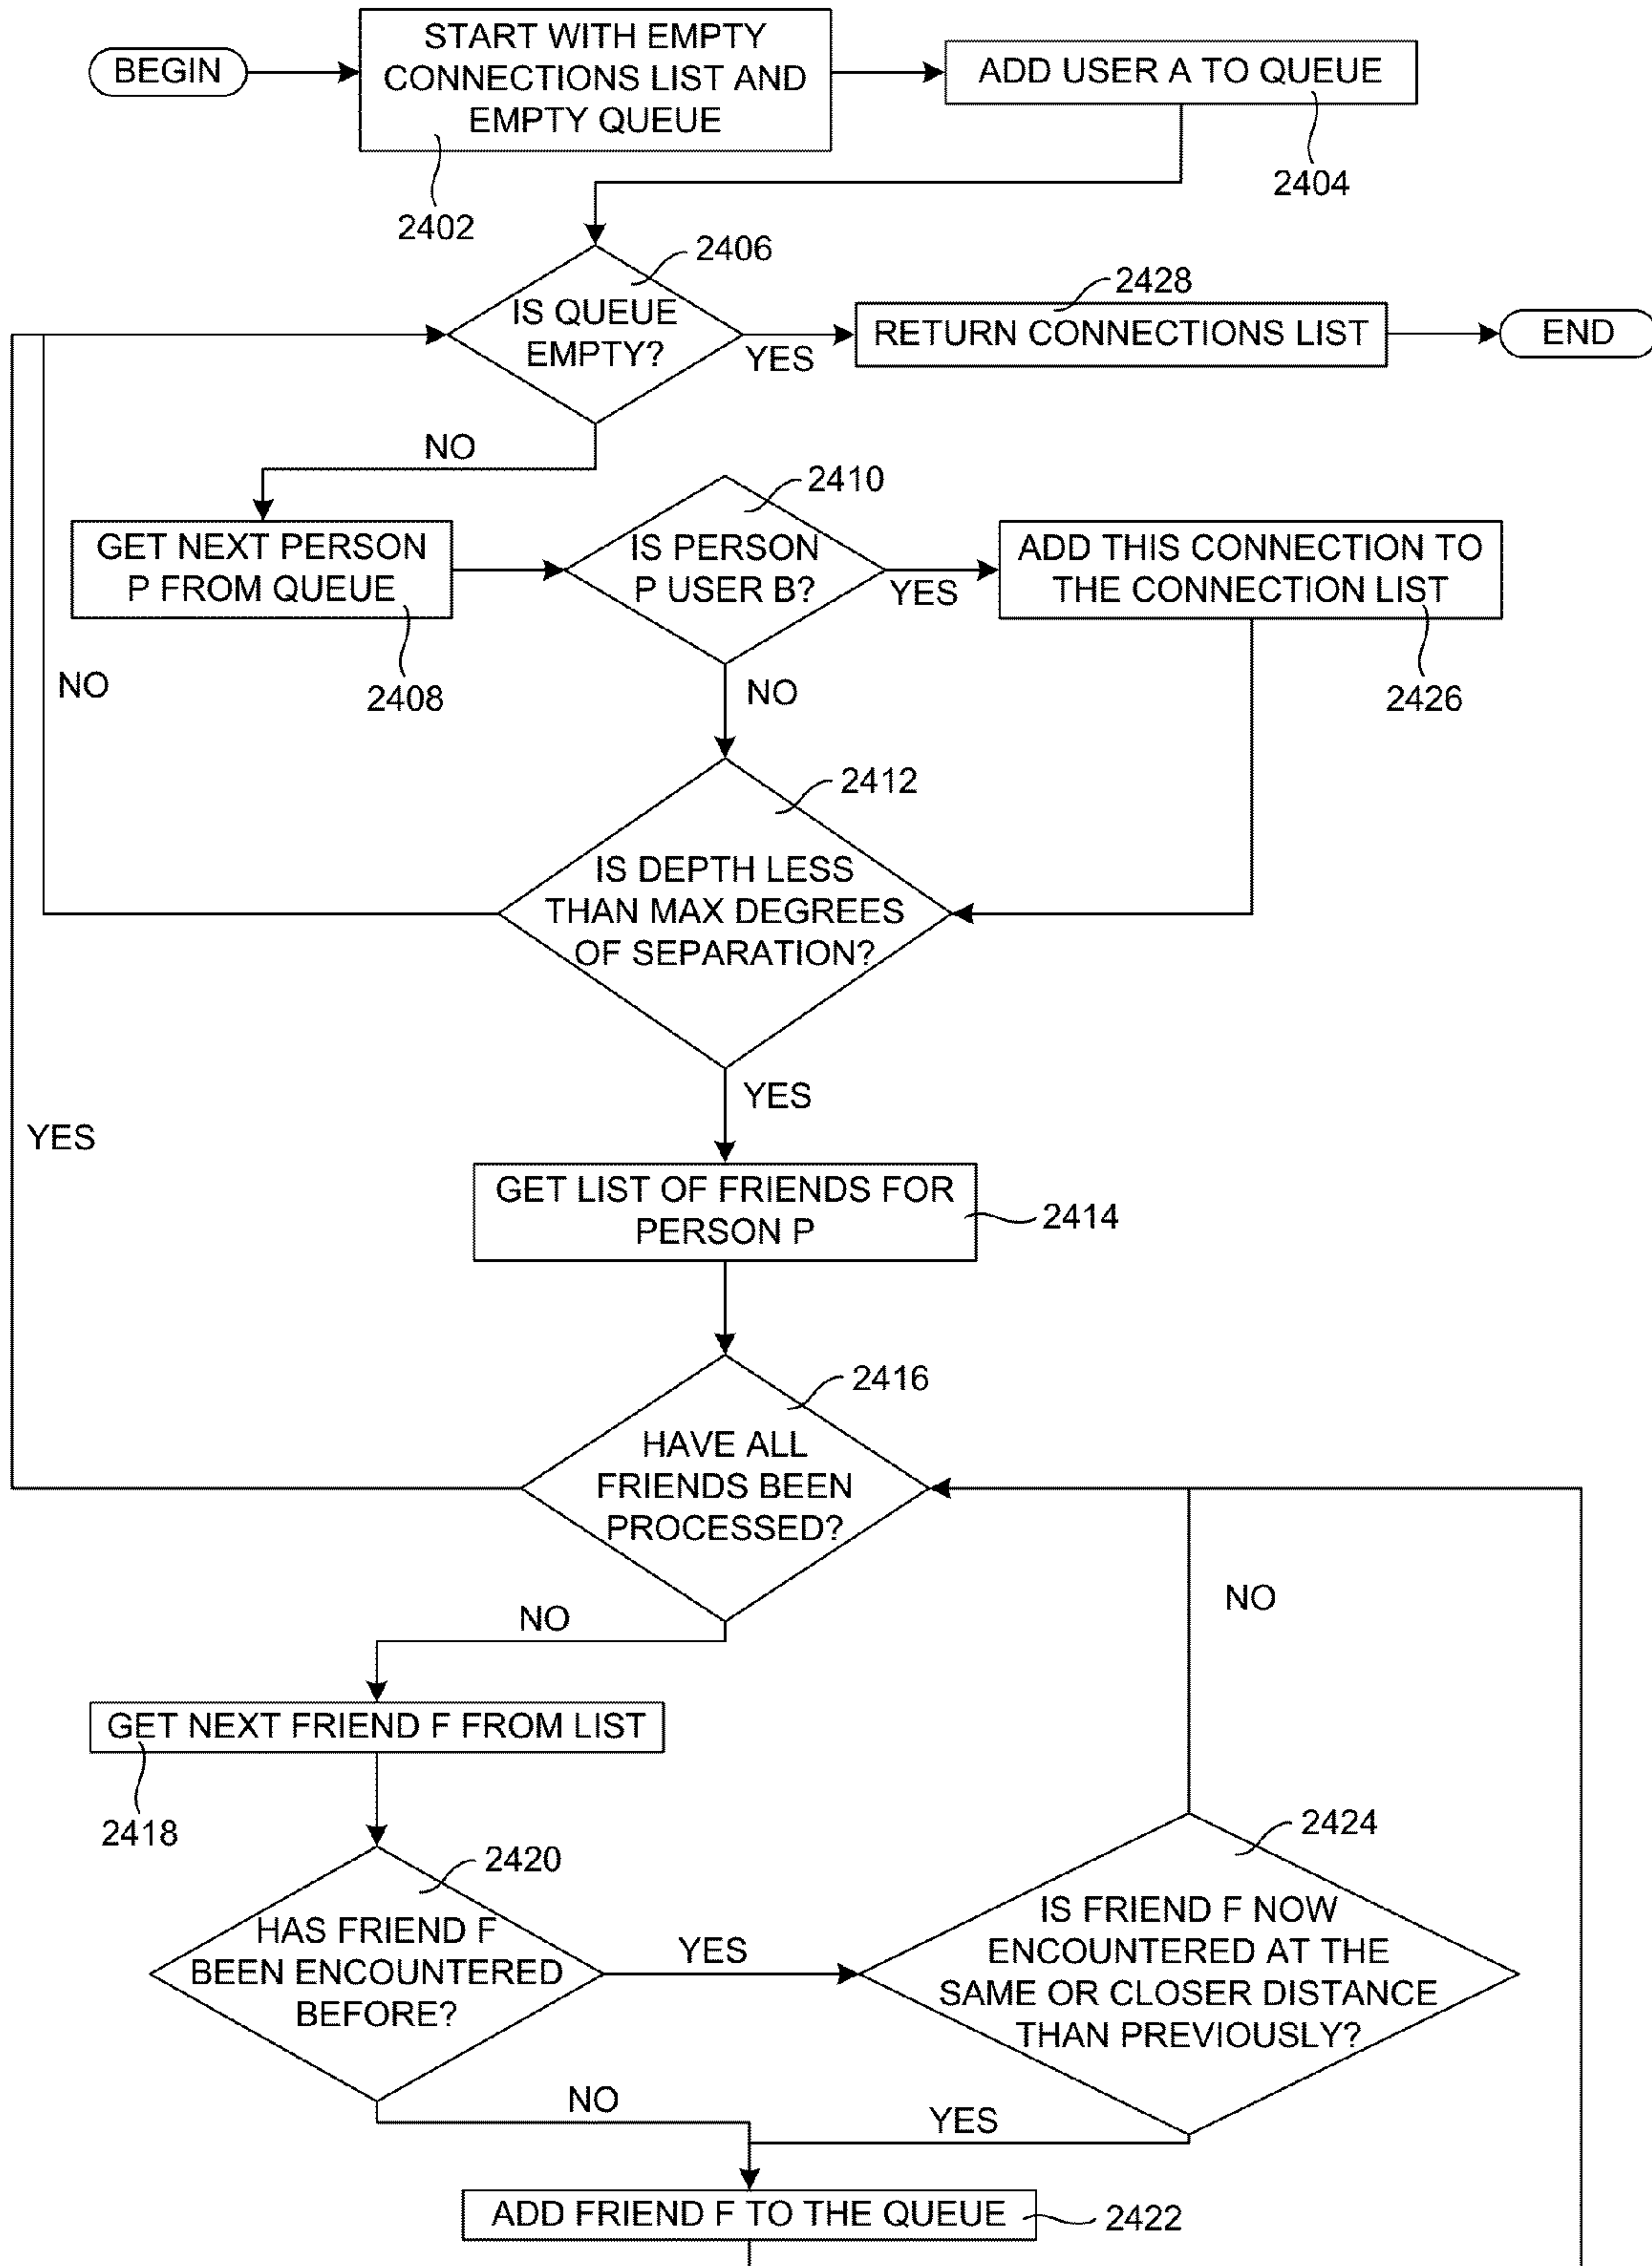 BEGIN
START WITH EMPTY
CONNECTIONS LIST AND
EMPTY QUEUE
2402
ADD USER A TO QUEUE
2404
IS QUEUE
EMPTY?
2406
YES
NO
2428
RETURN CONNECTIONS LIST
END
GET NEXT PERSON
P FROM QUEUE
2408
IS PERSON
P USER B?
2410
YES
NO
ADD THIS CONNECTION TO
THE CONNECTION LIST
2426
IS DEPTH LESS
THAN MAX DEGREES
OF SEPARATION?
2412
NO
YES
GET LIST OF FRIENDS FOR
PERSON P
2414
HAVE ALL
FRIENDS BEEN
PROCESSED?
2416
YES
NO
GET NEXT FRIEND F FROM LIST
2418
HAS FRIEND F
BEEN ENCOUNTERED
BEFORE?
2420
YES
NO
IS FRIEND F NOW
ENCOUNTERED AT THE
SAME OR CLOSER DISTANCE
THAN PREVIOUSLY?
2424
NO
YES
ADD FRIEND F TO THE QUEUE
2422